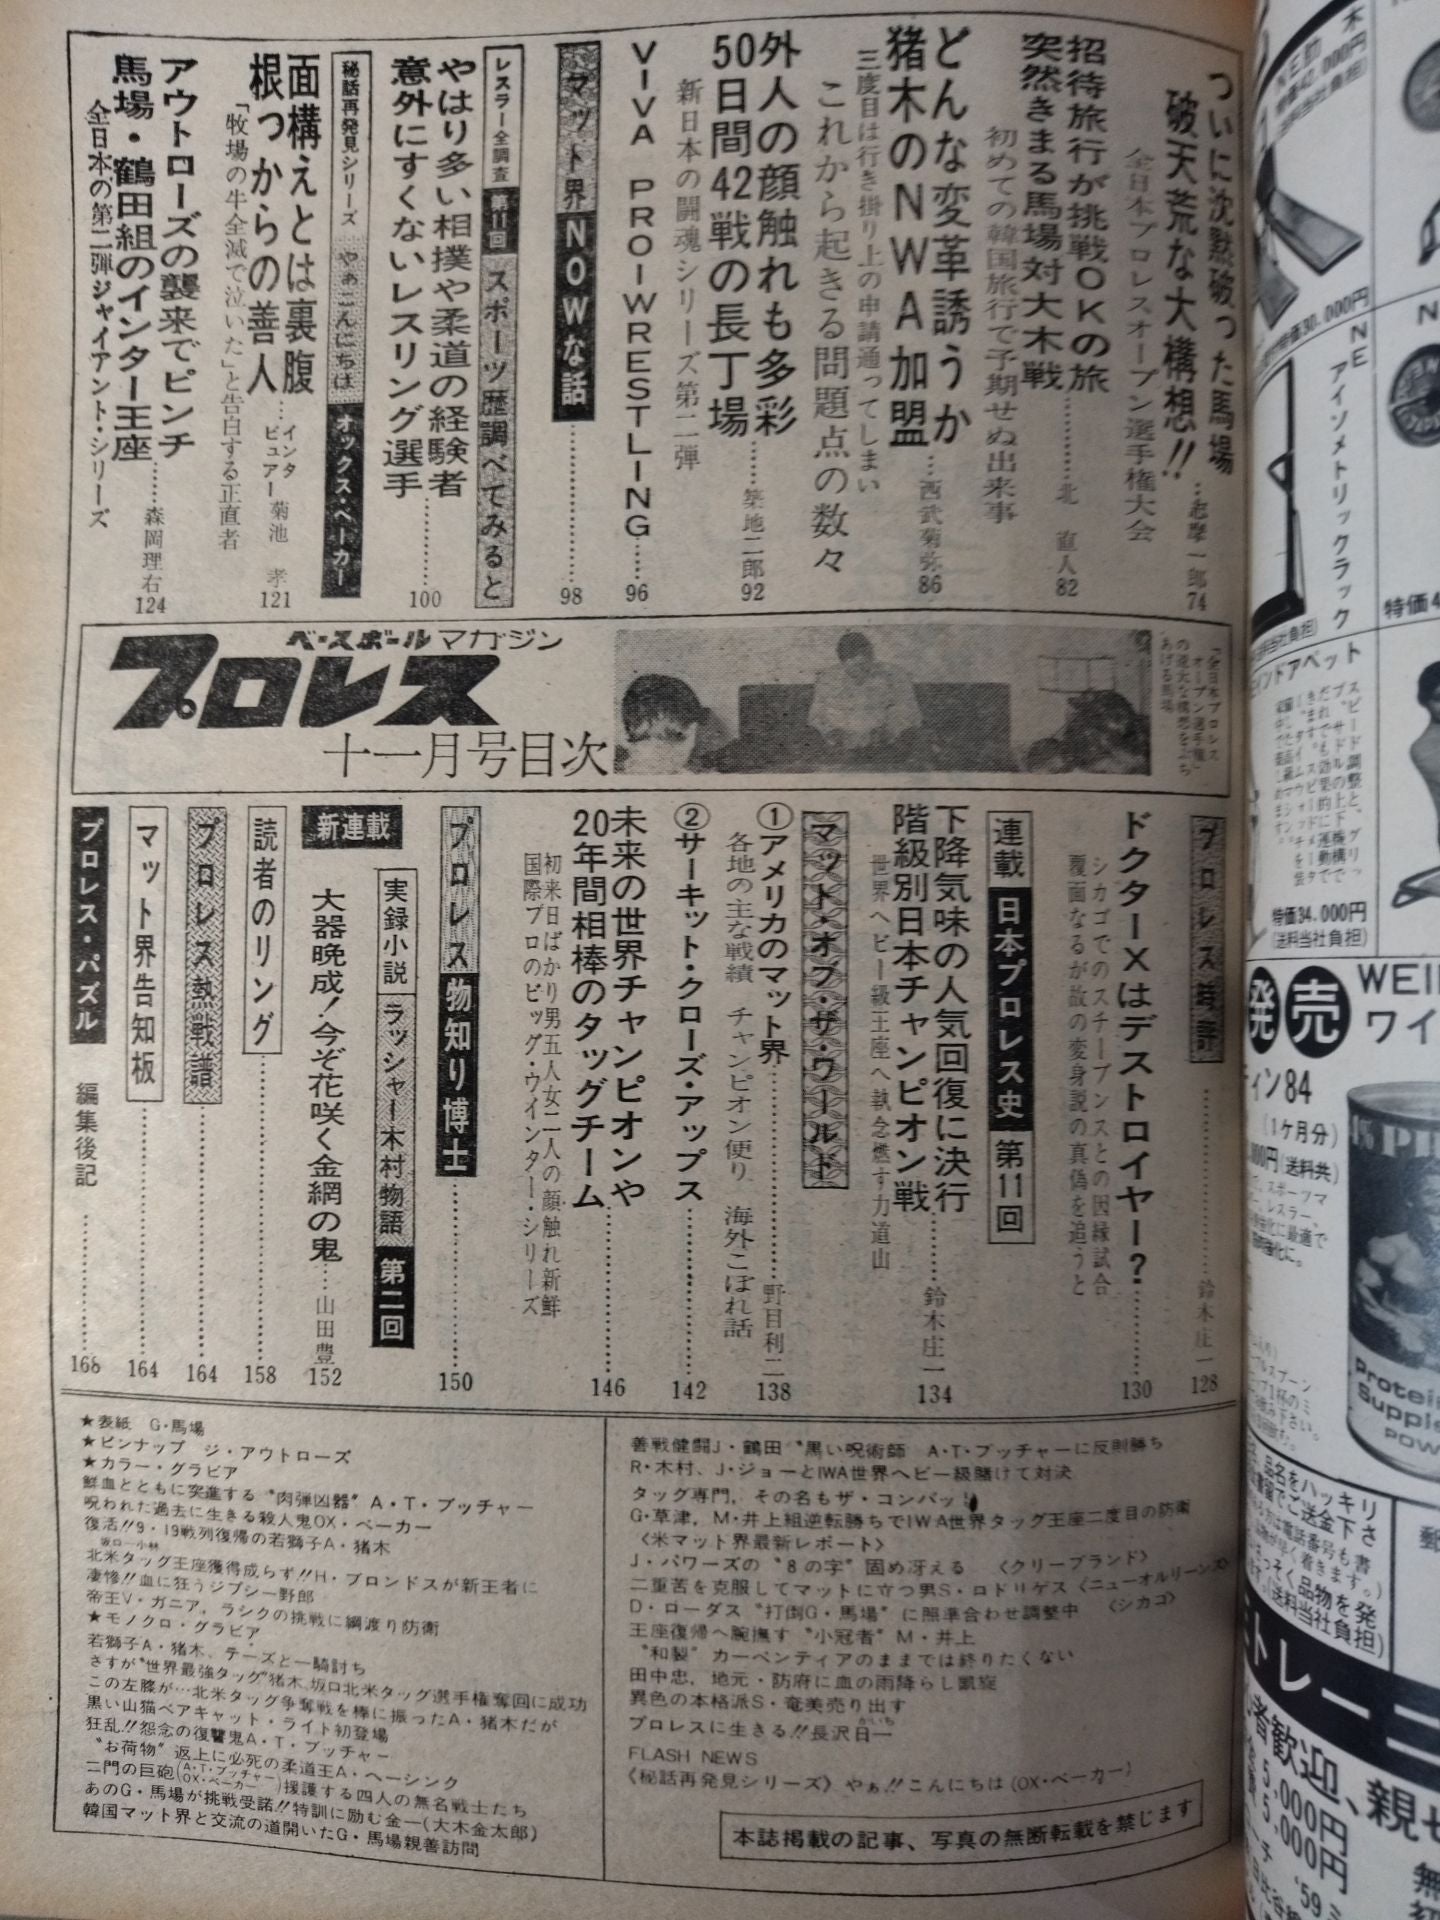 ついに沈黙破った馬場
破天荒な大構想!!…志摩一郎 74
全日本プロレスオープン選手権大会
招待旅行が挑戦OKの旅
突然きまる馬場対大木戦…………北 直人 82
初めての韓国旅行で予期せぬ出来事
どんな変革誘うか
猪木のNWA加盟…西武菊弥 86
三度目は行き掛り上の申請通ってしまい
これから起きる問題点の数々
外人の顔触れも多彩
50日間42戦の長丁場……築地二郎 92
新日本の闘魂シリーズ第二弾
VIVA PRO!WRESTLING…… 96
マット界NOWな話………… 98
レスラー全調査 第11回 スポーツ歴調べてみると
やはり多い相撲や柔道の経験者
意外にすくないレスリング選手………… 100
秘話再発見シリーズ やぁこんにちは オックス・ベーカー
面構えとは裏腹
根っからの善人…インタビュアー 菊池 孝 121
「牧場の牛全滅で泣いた」と告白する正直者
アウトローズの襲来でピンチ
馬場・鶴田組のインター王座……森岡理右 124
全日本の第二弾ジャイアント・シリーズ
ベースボールマガジン
プロレス
十一月号目次
「全日本プロレス
オープン選手権」
の遠大な構想をぶち
あげる馬場
プロレス時評……………鈴木庄一 128
ドクターXはデストロイヤー?………… 130
シカゴでのスチーブンスとの因縁試合
覆面なるが故の変身説の真偽を追うと
連載 日本プロレス史 第11回
下降気味の人気回復に決行
階級別日本チャンピオン戦……鈴木庄一 134
世界ヘビー級王座へ執念燃す力道山
マット・オブ・ザ・ワールド
①アメリカのマット界……………野目利二 138
各地の主な戦績 チャンピオン便り 海外こぼれ話
②サーキット・クローズ・アップス………… 142
未来の世界チャンピオンや
20年間相棒のタッグチーム………… 146
初来日ばかり男五人女二人の顔触れ新鮮
国際プロのビッグ・ウインター・シリーズ
プロレス物知り博士………… 150
新連載 実録小説 ラッシャー木村物語 第二回
大器晩成!今ぞ花咲く金網の鬼……山田 豊 152
読者のリング………… 158
プロレス熱戦譜………… 164
マット界告知板………… 164
プロレス・パズル 編集後記………… 168
★表紙 G・馬場
★ピンナップ ジ・アウトローズ
★カラー・グラビア
鮮血とともに突進する〝肉弾凶器〟A・T・ブッチャー
呪われた過去に生きる殺人鬼OX・ベーカー
復活!!9・19戦列復帰の若獅子A・猪木
坂口―小林
北米タッグ王座獲得成らず!!H・ブロンドスが新王者に
凄惨!!血に狂うジプシー野郎
帝王V・ガニア，ラシクの挑戦に綱渡り防衛
★モノクロ・グラビア
若獅子A・猪木、テーズと一騎討ち
さすが〝世界最強タッグ〟猪木、坂口北米タッグ選手権奪回に成功
この左膝が…北米タッグ争奪戦を棒に振ったA・猪木だが
黒い山猫ベアキャット・ライト初登場
狂乱!!怨念の復讐鬼A・T・ブッチャー
〝お荷物〟返上に必死の柔道王A・ヘーシンク
二門の巨砲(A・T・ブッチャー OX・ベーカー)援護する四人の無名戦士たち
あのG・馬場が挑戦受諾!!特訓に励む金一(大木金太郎)
韓国マット界と交流の道開いたG・馬場親善訪問
善戦健闘J・鶴田〝黒い呪術師〟A・T・ブッチャーに反則勝ち
R・木村、J・ジョーとIWA世界ヘビー級賭けて対決
タッグ専門，その名もザ・コンバット
G・草津，M・井上組逆転勝ちでIWA世界タッグ王座二度目の防衛
〈米マット界最新レポート〉
J・パワーズの〝8の字〟固め冴える 〈クリーブランド〉
二重苦を克服してマットに立つ男S・ロドリゲス〈ニューオルリーンズ〉
D・ローダス〝打倒G・馬場〟に照準合わせ調整中 〈シカゴ〉
王座復帰へ腕撫す〝小冠者〟M・井上
〝和製〟カーペンティアのままでは終りたくない
田中忠，地元・防府に血の雨降らし凱旋
異色の本格派S・竜美売り出す
プロレスに生きる!!長沢日一
FLASH NEWS
《秘話再発見シリーズ》やぁ!!こんにちは(OX・ベーカー)
本誌掲載の記事、写真の無断転載を禁じます
特価42,000円
特価30,000円
NE アイソメトリックラック
特価34,000円
(送料当社負担)
発売
(1ケ月分)